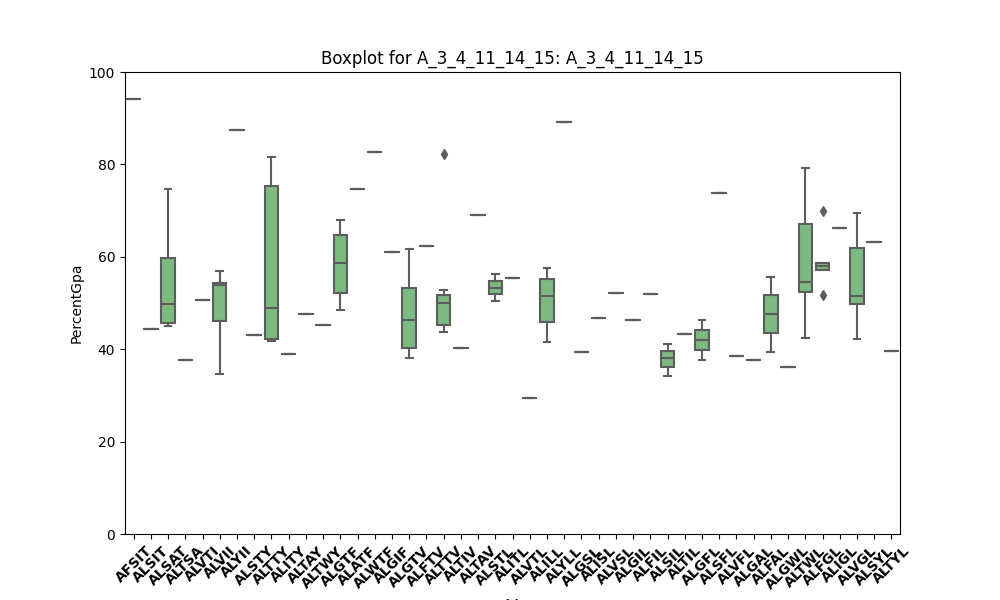 Boxplot for A_3_4_11_14_15: A_3_4_11_14_15
100
80
60
40
20
0
PercentGpa
AFSIT ALSIT ALSAT ALTSA ALVTI ALVII ALYII ALSTY ALTTY ALITY ALTAY ALTWY ALGTF ALATF ALWTF ALGIF ALGTV ALFTV ALTTV ALTIV ALTAV ALSTL ALITL ALVTL ALIIL ALYLL ALGSL ALISL ALVSL ALGIL ALFIL ALSIL ALTIL ALGFL ALSFL ALVFL ALGAL ALFAL ALGWL ALTWL ALFGL ALIGL ALVGL ALSYL ALTYL